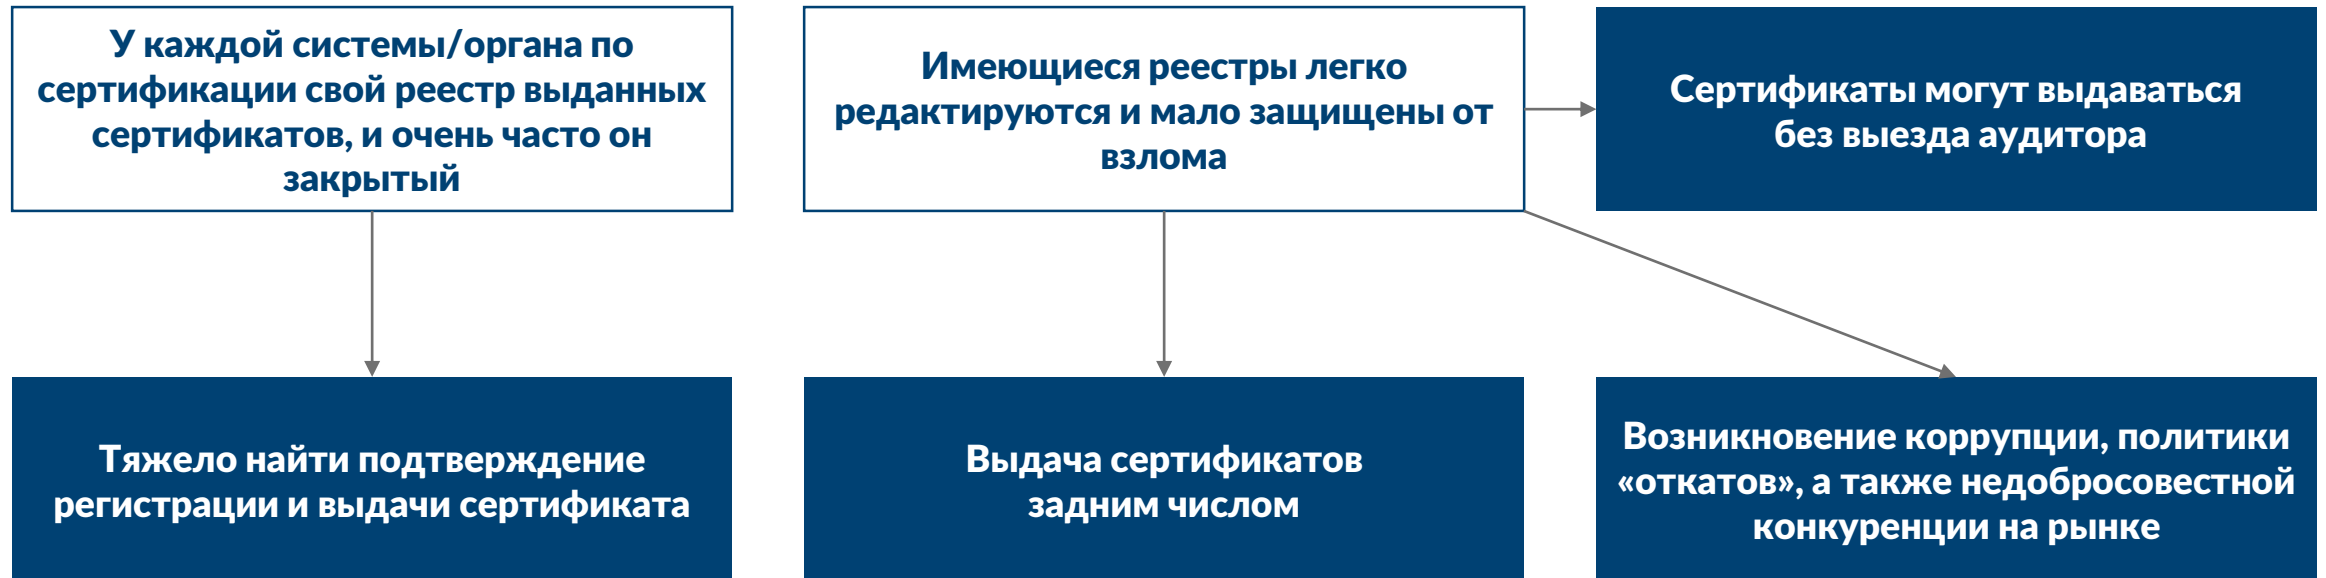 У каждой системы/органа по
сертификации свой реестр выданных
сертификатов, и очень часто он
закрытый
Имеющиеся реестры легко
редактируются и мало защищены от
взлома
Сертификаты могут выдаваться
без выезда аудитора
Тяжело найти подтверждение
регистрации и выдачи сертификата
Выдача сертификатов
задним числом
Возникновение коррупции, политики
«откатов», а также недобросовестной
конкуренции на рынке